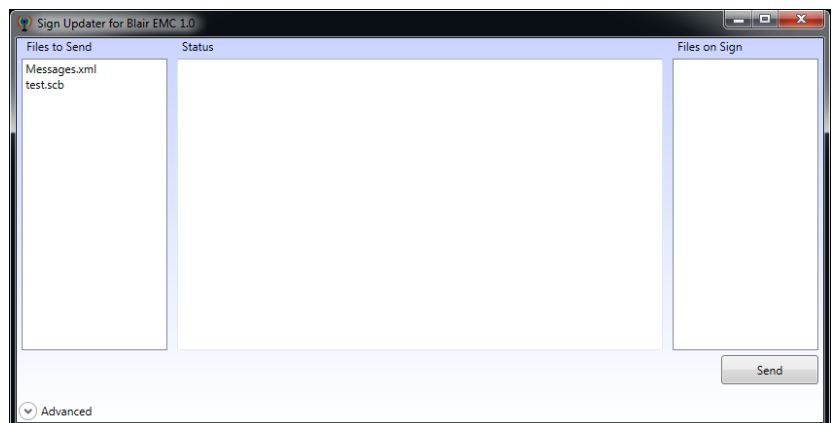 Sign Updater for Blair EMC 1.0
Files to Send
Status
Files on Sign
Messages.xml
test.scb
Send
Advanced